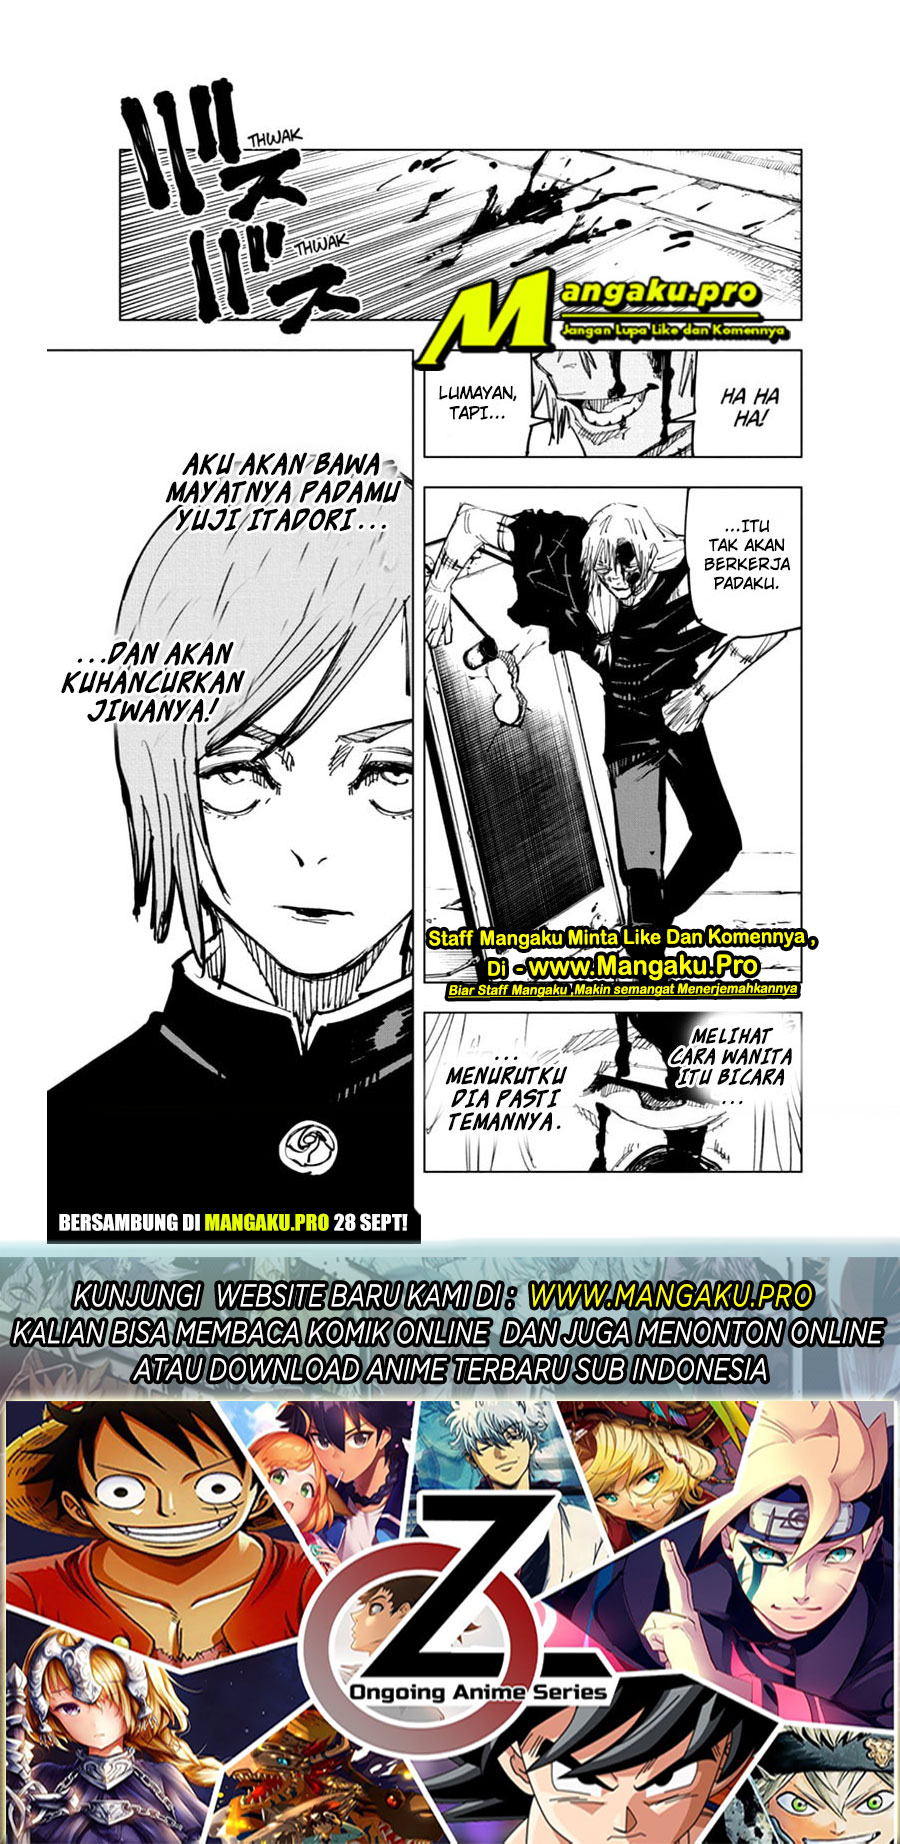 バズ
THWAK
バズ
THWAK
Mangaku.pro
Jangan Lupa Like dan Komennya
HA HA
HA!
LUMAYAN,
TAPI...
...ITU
TAK AKAN
BERKERJA
PADAKU.
Staff Mangaku Minta Like Dan Komennya ,
Di - www.Mangaku.Pro
Biar Staff Mangaku ,Makin semangat Menerjemahkannya
MELIHAT
CARA WANITA
ITU BICARA
...
...
MENURUTKU
DIA PASTI
TEMANNYA.
AKU AKAN BAWA
MAYATNYA PADAMU
YUJI ITADORI...
...DAN AKAN
KUHANCURKAN
JIWANYA!
BERSAMBUNG DI MANGAKU.PRO 28 SEPT!
KUNJUNGI WEBSITE BARU KAMI DI : WWW.MANGAKU.PRO
KALIAN BISA MEMBACA KOMIK ONLINE DAN JUGA MENONTON ONLINE
ATAU DOWNLOAD ANIME TERBARU SUB INDONESIA
OZ
Ongoing Anime Series